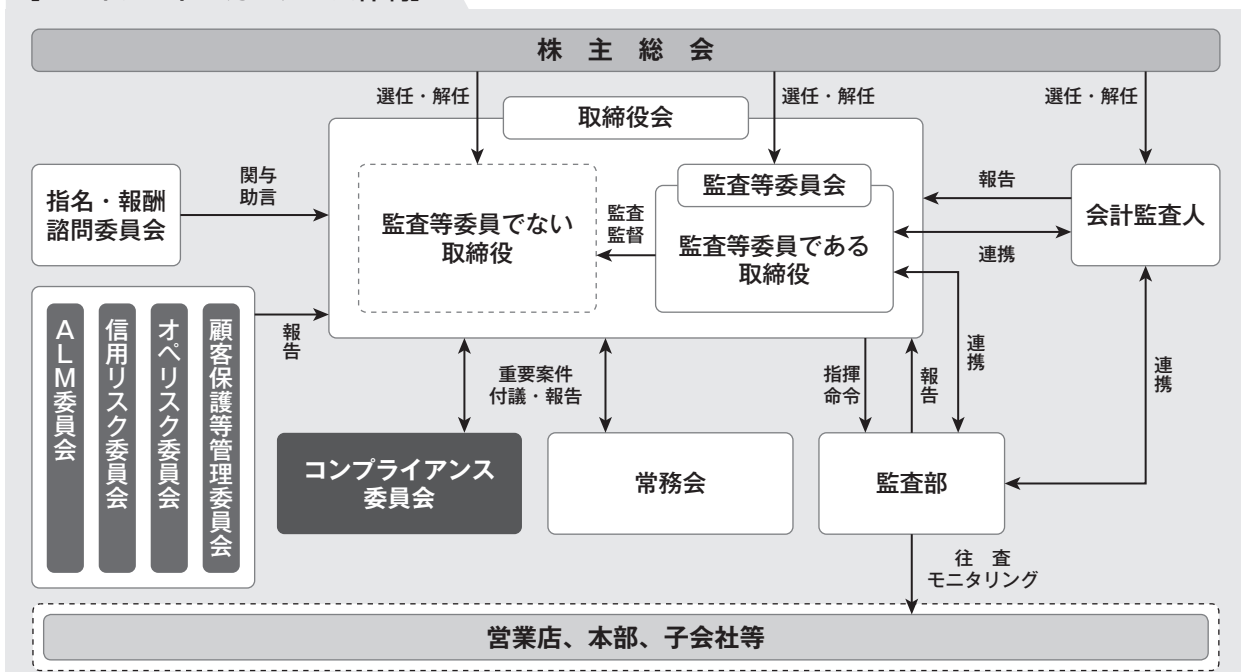 株主総会
選任・解任
選任・解任
選任・解任
取締役会
指名・報酬
諮問委員会
関与
助言
監査等委員でない
取締役
監査
監督
監査等委員会
監査等委員である
取締役
報告
連携
会計監査人
ALM委員会
信用リスク委員会
オペリスク委員会
顧客保護等管理委員会
報告
重要案件
付議・報告
指揮
命令
報告
連携
連携
コンプライアンス
委員会
常務会
監査部
往査
モニタリング
営業店、本部、子会社等